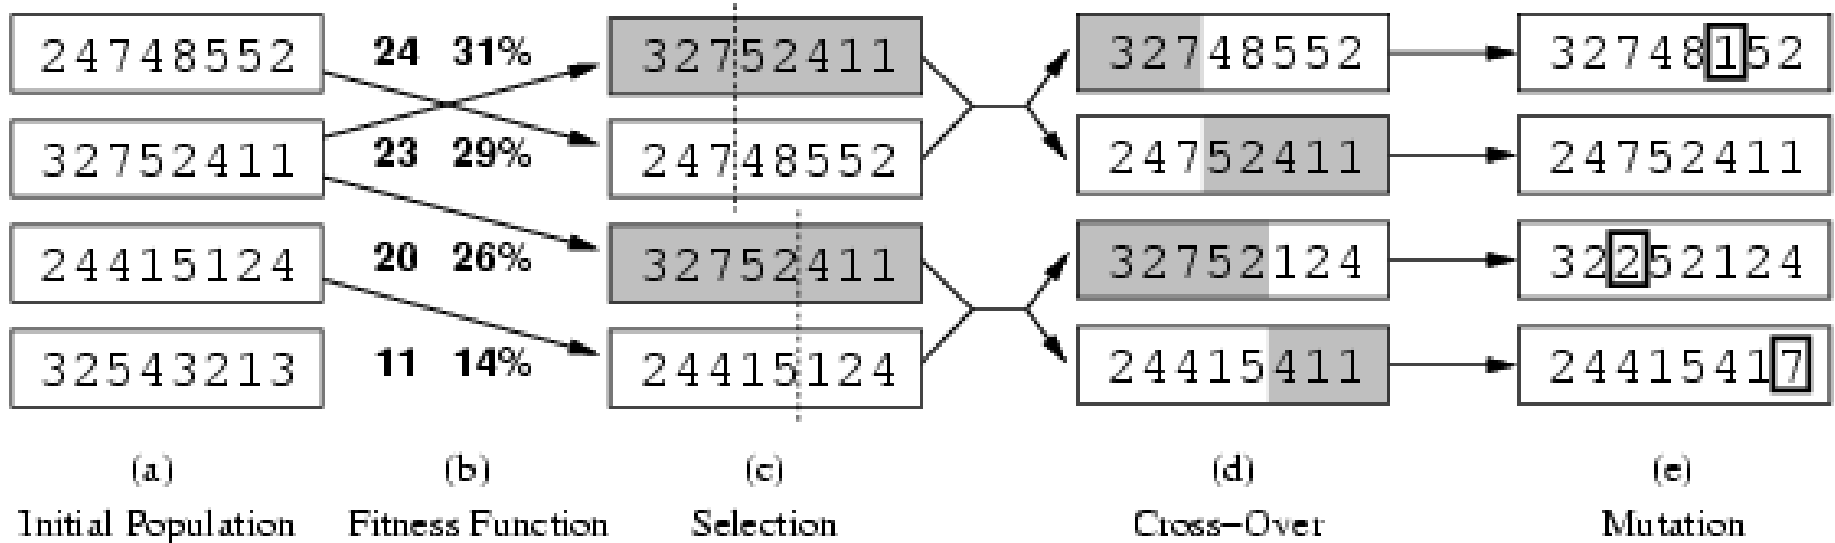 24748552 24 31% 32752411 32748552 32748152
32752411 23 29% 24748552 24752411 24752411
24415124 20 26% 32752411 32752124 32252124
32543213 11 14% 24415124 24415411 24415417
(a) (b) (c) (d) (e)
Initial Population Fitness Function Selection Cross–Over Mutation